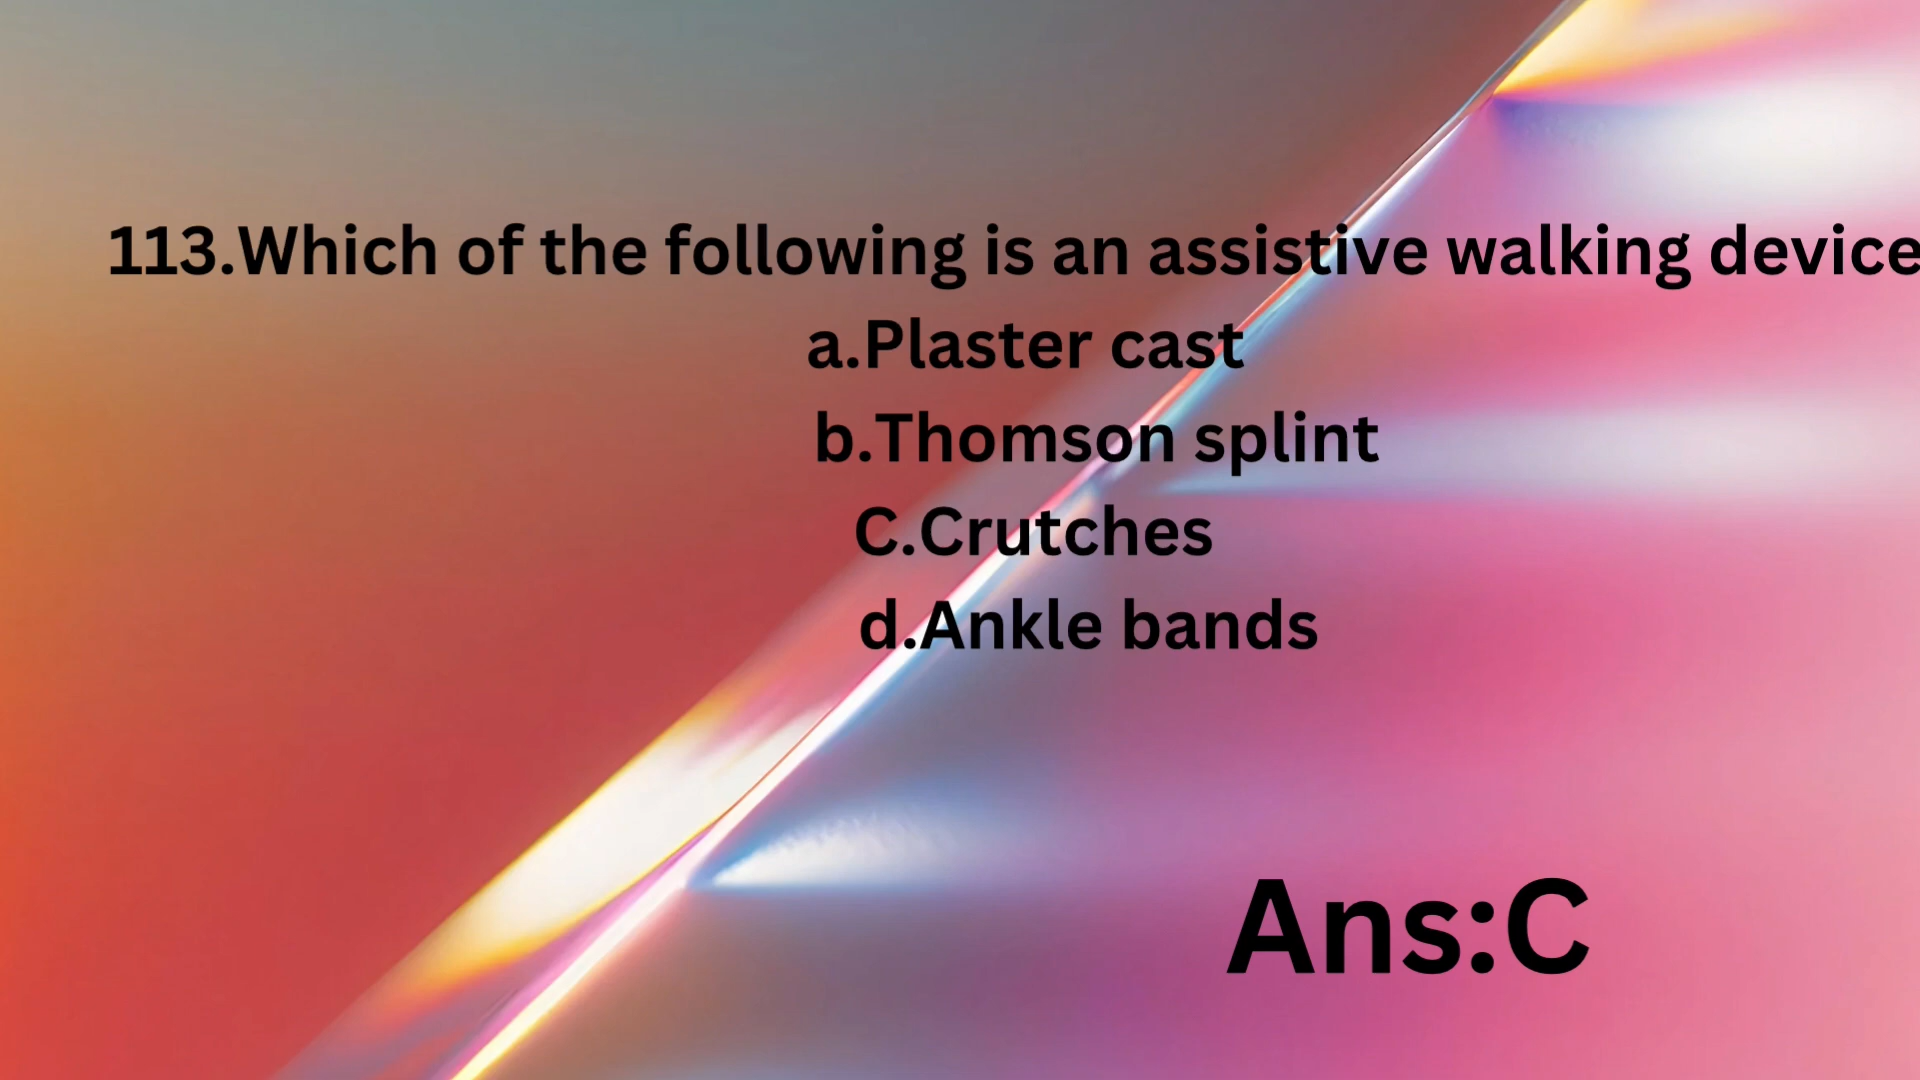 113.Which of the following is an assistive walking device
a.Plaster cast
b.Thomson splint
C.Crutches
d.Ankle bands
Ans:C